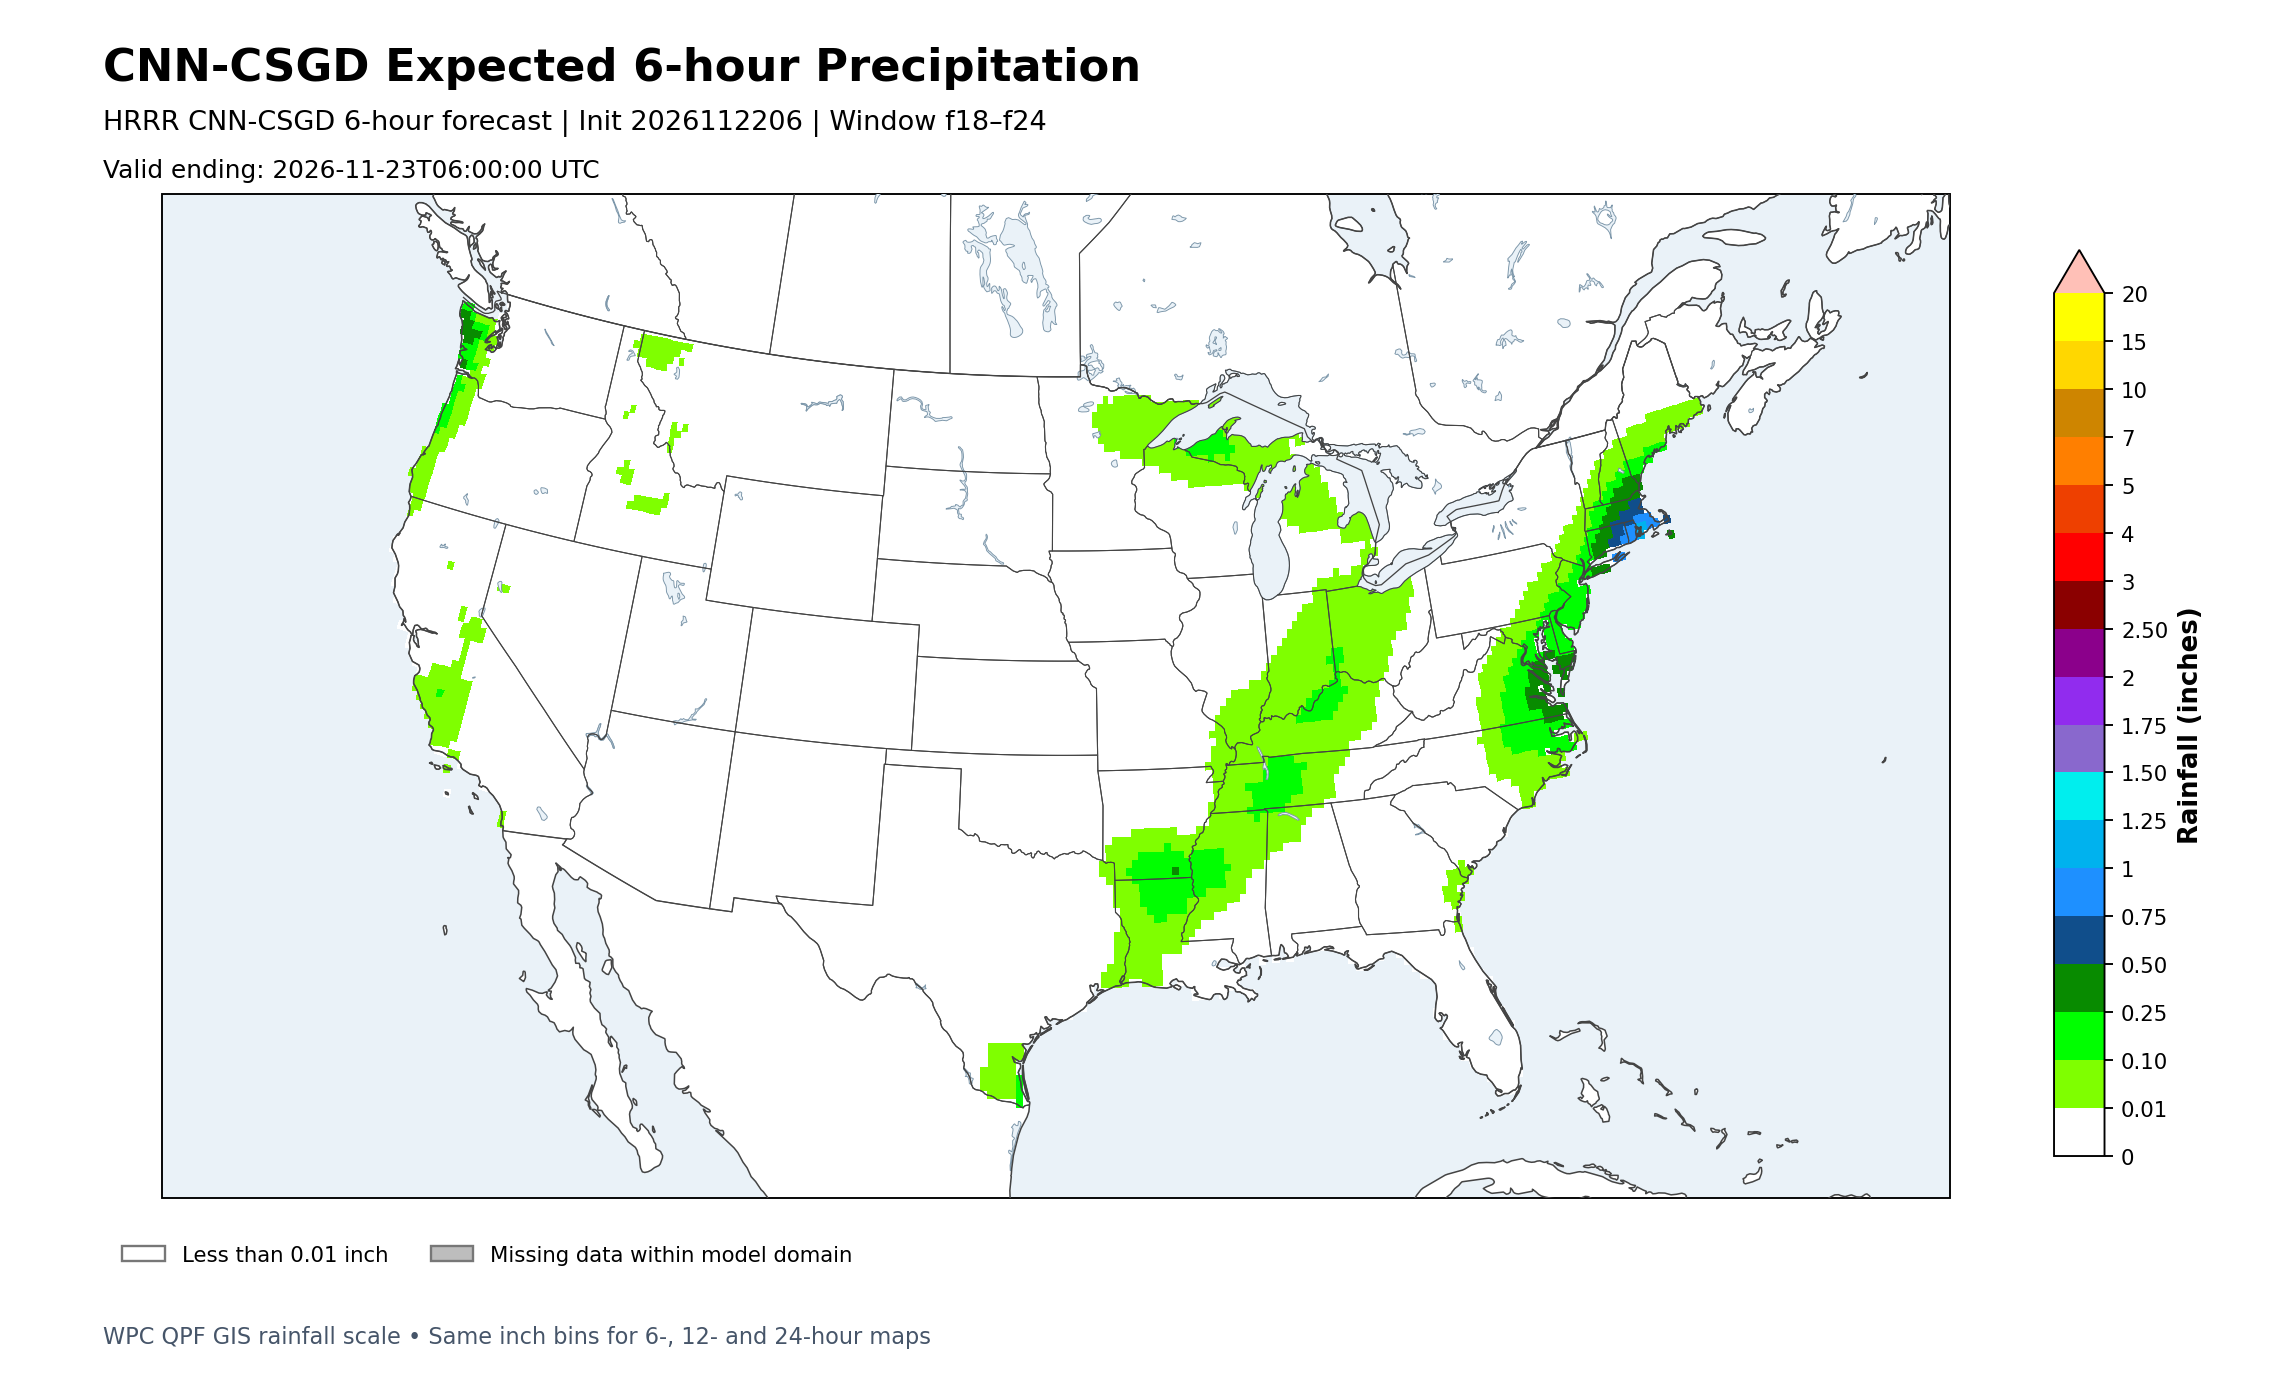 CNN-CSGD Expected 6-hour Precipitation
HRRR CNN-CSGD 6-hour forecast | Init 2026112206 | Window f18–f24
Valid ending: 2026-11-23T06:00:00 UTC
20
15
10
7
5
4
3
2.50
2
1.75
1.50
1.25
1
0.75
0.50
0.25
0.10
0.01
0
Rainfall (inches)
Less than 0.01 inch
Missing data within model domain
WPC QPF GIS rainfall scale • Same inch bins for 6-, 12- and 24-hour maps